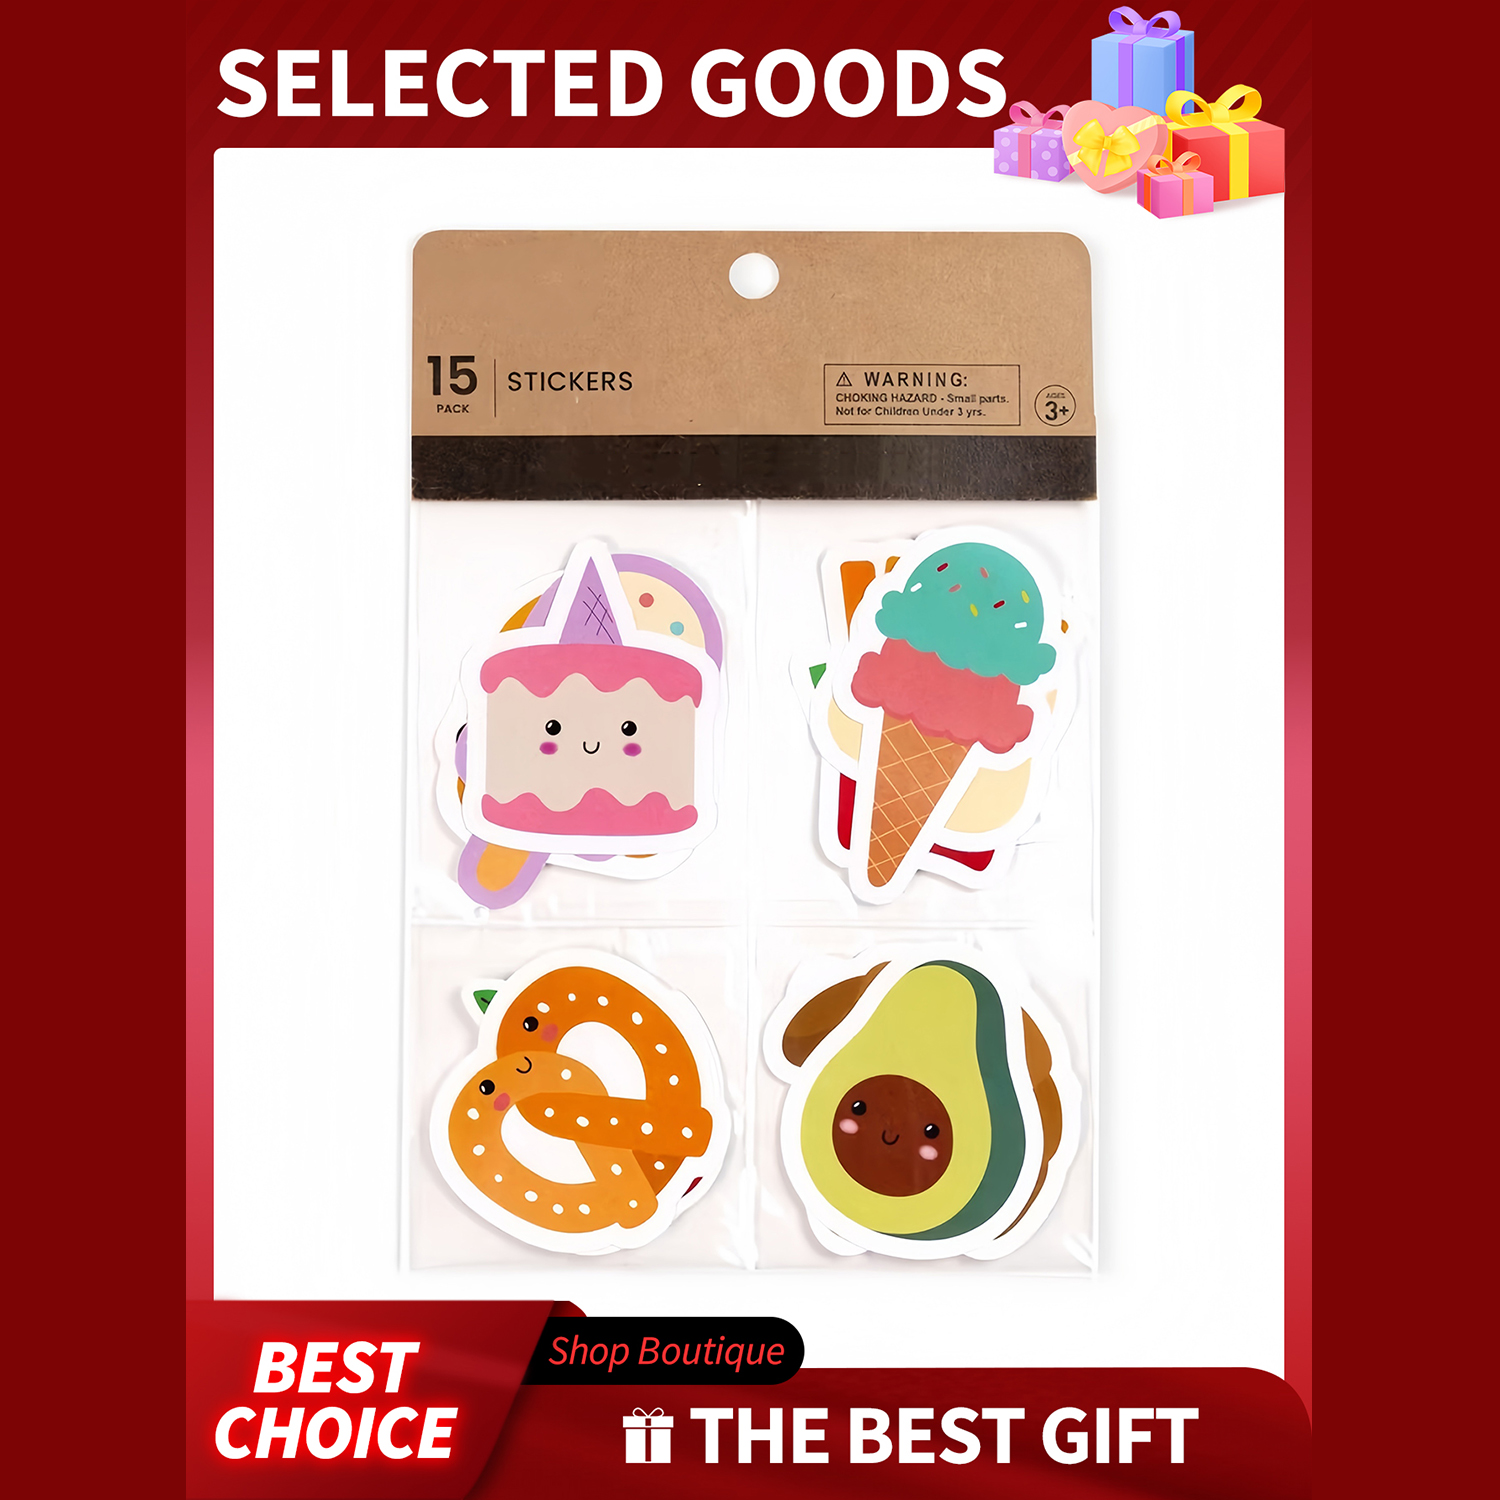 SELECTED GOODS
15
PACK
STICKERS
⚠ WARNING:
CHOKING HAZARD - Small parts.
Not for Children Under 3 yrs.
AGES
3+
BEST
CHOICE
Shop Boutique
THE BEST GIFT